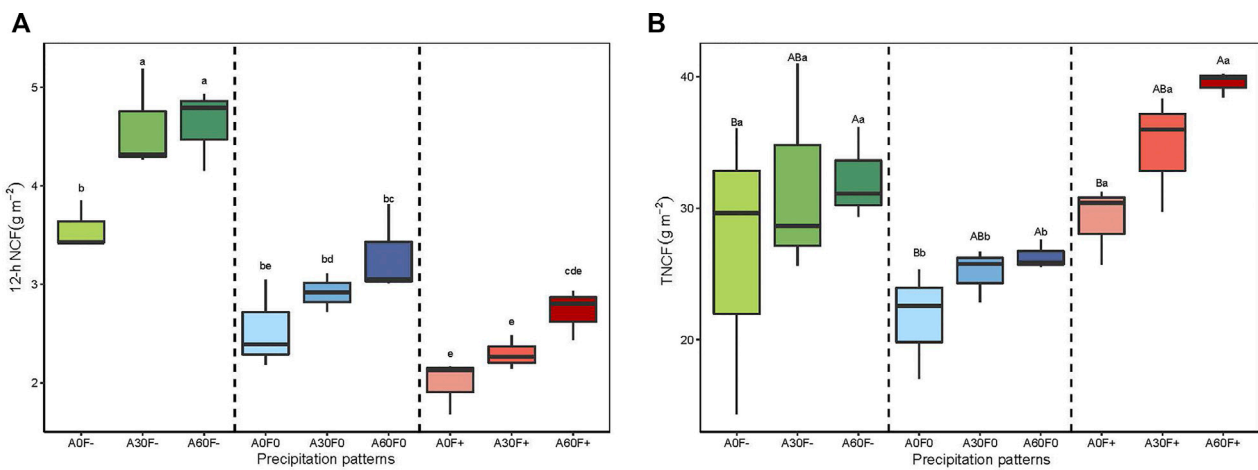 A
12-h NCF(g m⁻²)
5
4
3
2
b
a
a
be
bd
bc
e
e
cde
A0F- A30F- A60F- A0F0 A30F0 A60F0 A0F+ A30F+ A60F+
Precipitation patterns
B
TNCF(g m⁻²)
40
30
20
Ba
ABa
Aa
Bb
ABb
Ab
Ba
ABa
Aa
A0F- A30F- A60F- A0F0 A30F0 A60F0 A0F+ A30F+ A60F+
Precipitation patterns